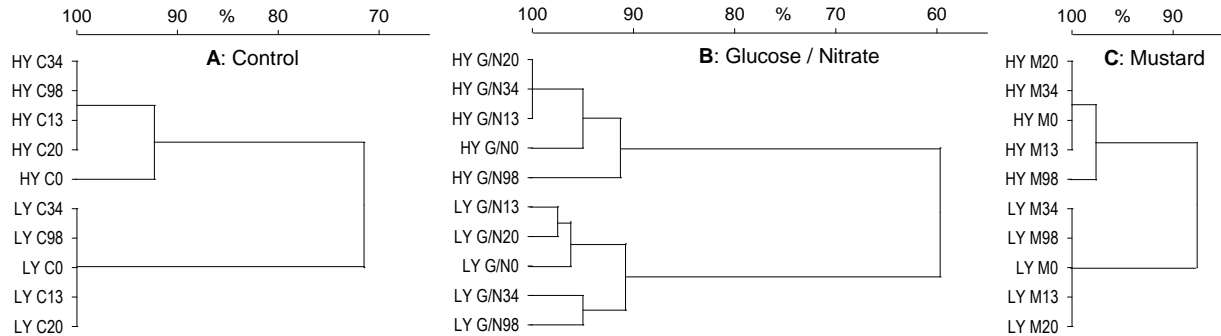 100 90 % 80 70
A: Control
HY C34
HY C98
HY C13
HY C20
HY C0
LY C34
LY C98
LY C0
LY C13
LY C20
100 90 80 % 70 60
B: Glucose / Nitrate
HY G/N20
HY G/N34
HY G/N13
HY G/N0
HY G/N98
LY G/N13
LY G/N20
LY G/N0
LY G/N34
LY G/N98
100 % 90
C: Mustard
HY M20
HY M34
HY M0
HY M13
HY M98
LY M34
LY M98
LY M0
LY M13
LY M20